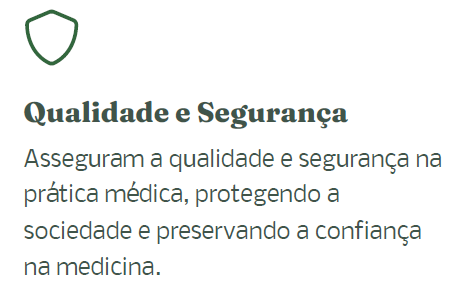 Qualidade e Segurança
Asseguram a qualidade e segurança na
prática médica, protegendo a
sociedade e preservando a confiança
na medicina.